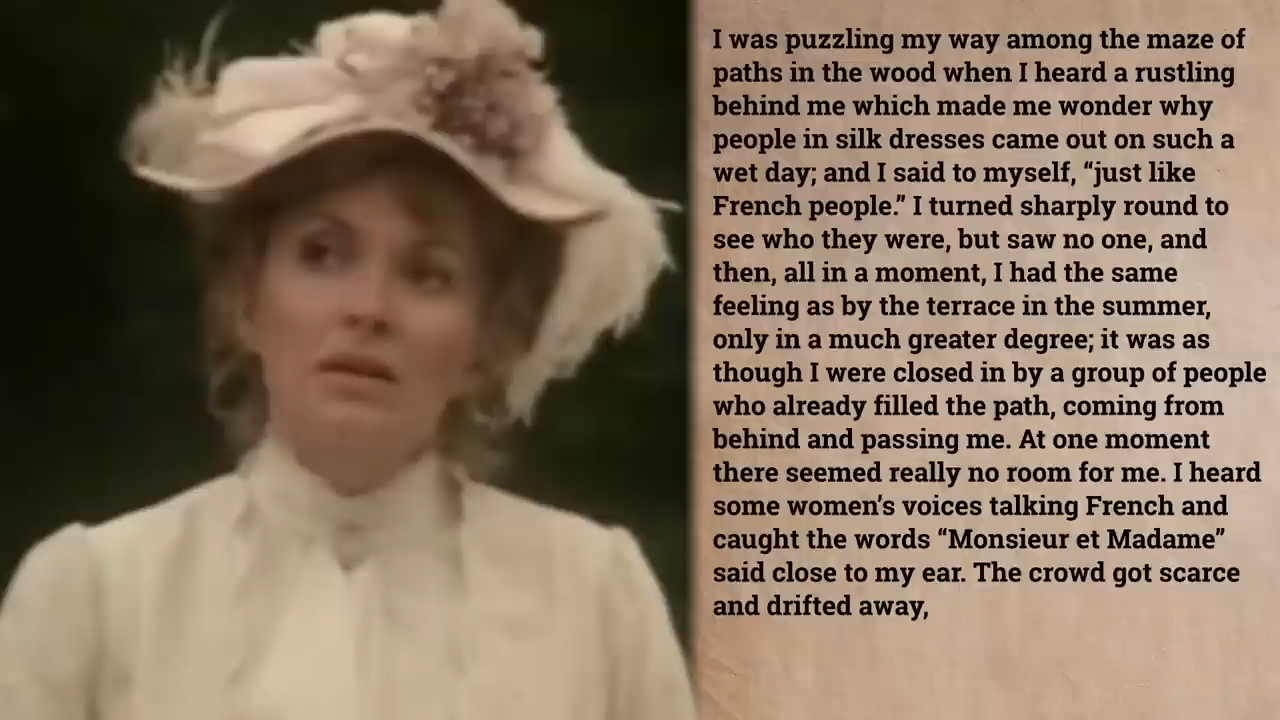 I was puzzling my way among the maze of
paths in the wood when I heard a rustling
behind me which made me wonder why
people in silk dresses came out on such a
wet day; and I said to myself, “just like
French people.” I turned sharply round to
see who they were, but saw no one, and
then, all in a moment, I had the same
feeling as by the terrace in the summer,
only in a much greater degree; it was as
though I were closed in by a group of people
who already filled the path, coming from
behind and passing me. At one moment
there seemed really no room for me. I heard
some women’s voices talking French and
caught the words “Monsieur et Madame”
said close to my ear. The crowd got scarce
and drifted away,